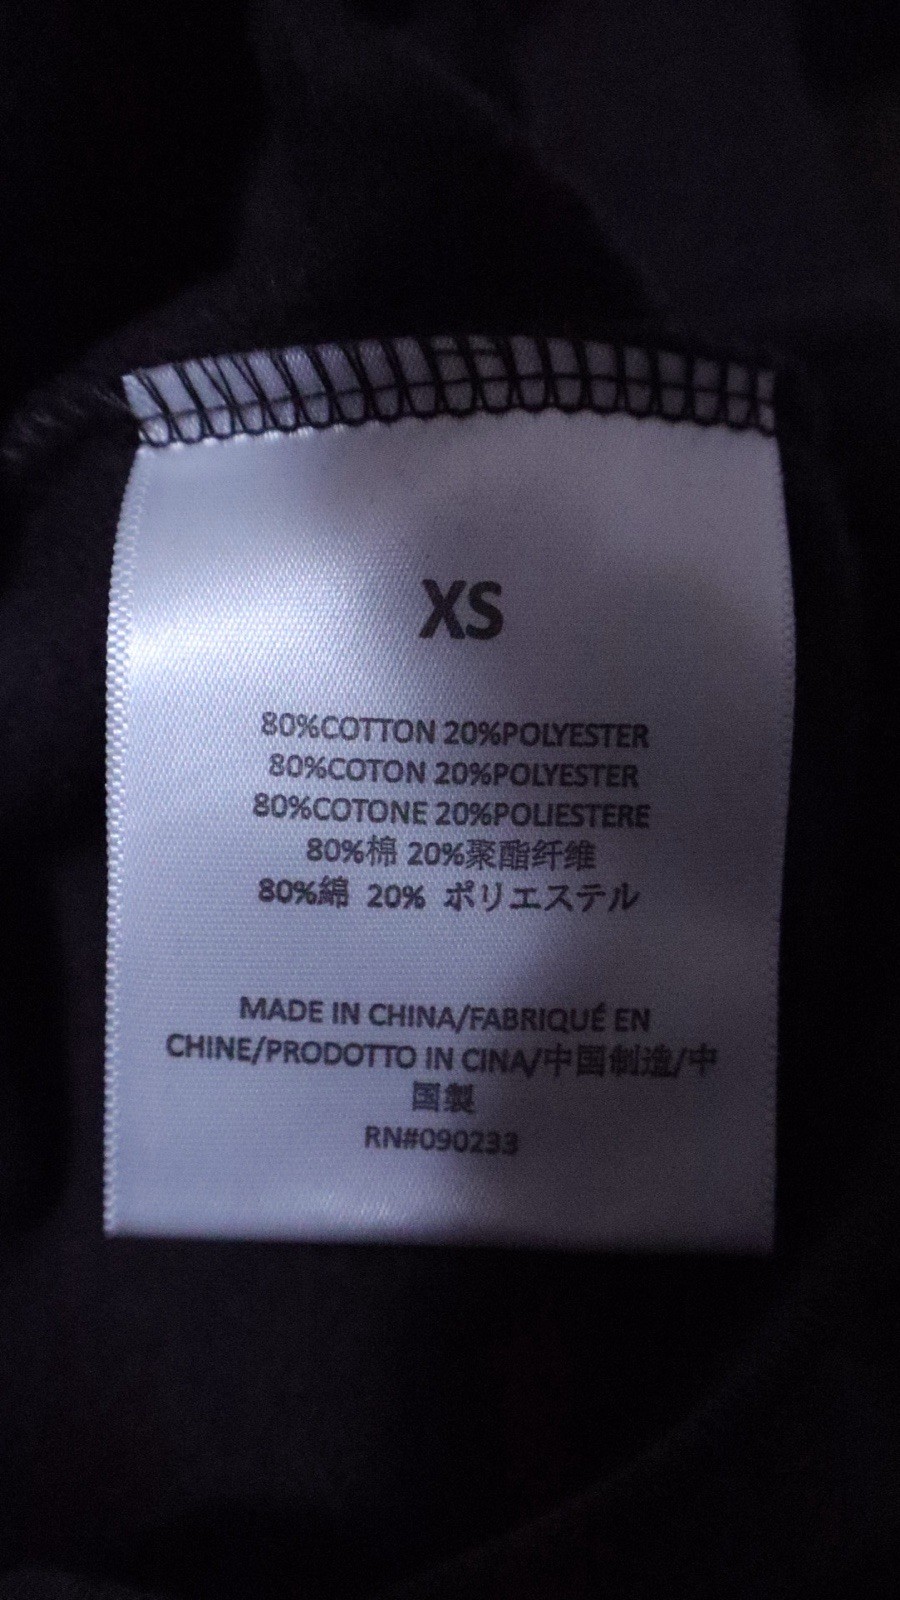 XS
80%COTTON 20%POLYESTER
80%COTON 20%POLYESTER
80%COTONE 20%POLIESTERE
80%棉 20%聚酯纤维
80%綿 20% ポリエステル
MADE IN CHINA/FABRIQUÉ EN
CHINE/PRODOTTO IN CINA/中国制造/中
国製
RN#090233